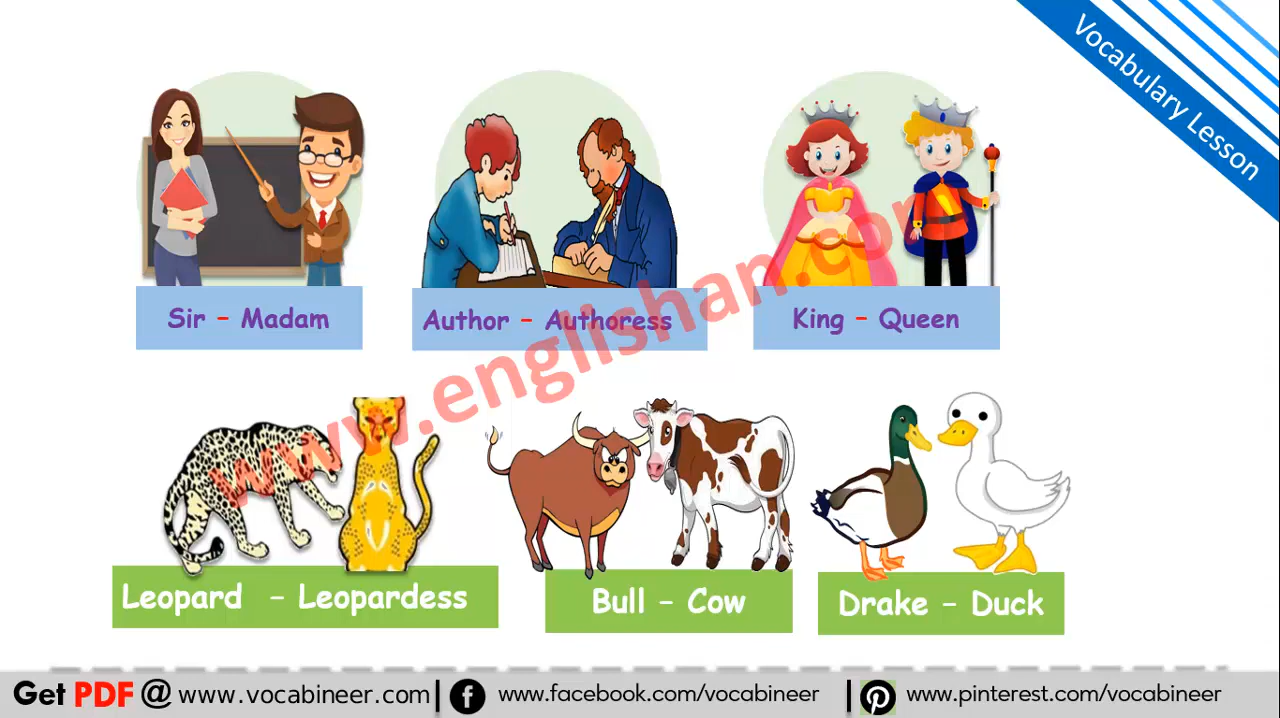 Vocabulary Lesson
Sir - Madam
Author - Authoress
King - Queen
www.englishan.com
Leopard - Leopardess
Bull - Cow
Drake - Duck
Get PDF @ www.vocabineer.com| www.facebook.com/vocabineer | www.pinterest.com/vocabineer